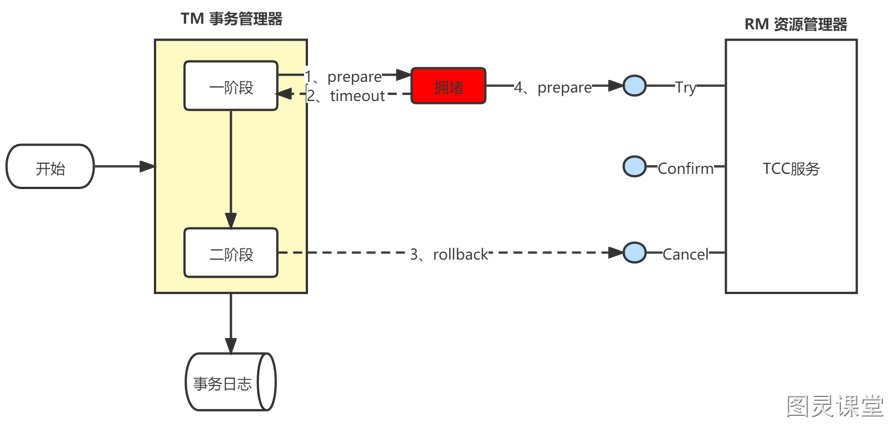 TM 事务管理器
RM 资源管理器
一阶段
1、prepare
2、timeout
拥堵
4、prepare
Try
开始
Confirm
TCC服务
二阶段
3、rollback
Cancel
事务日志
图灵课堂